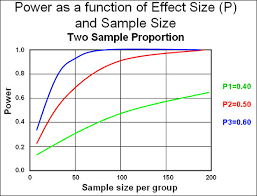 Power as a function of Effect Size (P)
and Sample Size
Two Sample Proportion
1.0
0.8
0.6
0.4
0.2
0.0
Power
P1=0.40
P2=0.50
P3=0.60
0 50 100 150 200
Sample size per group